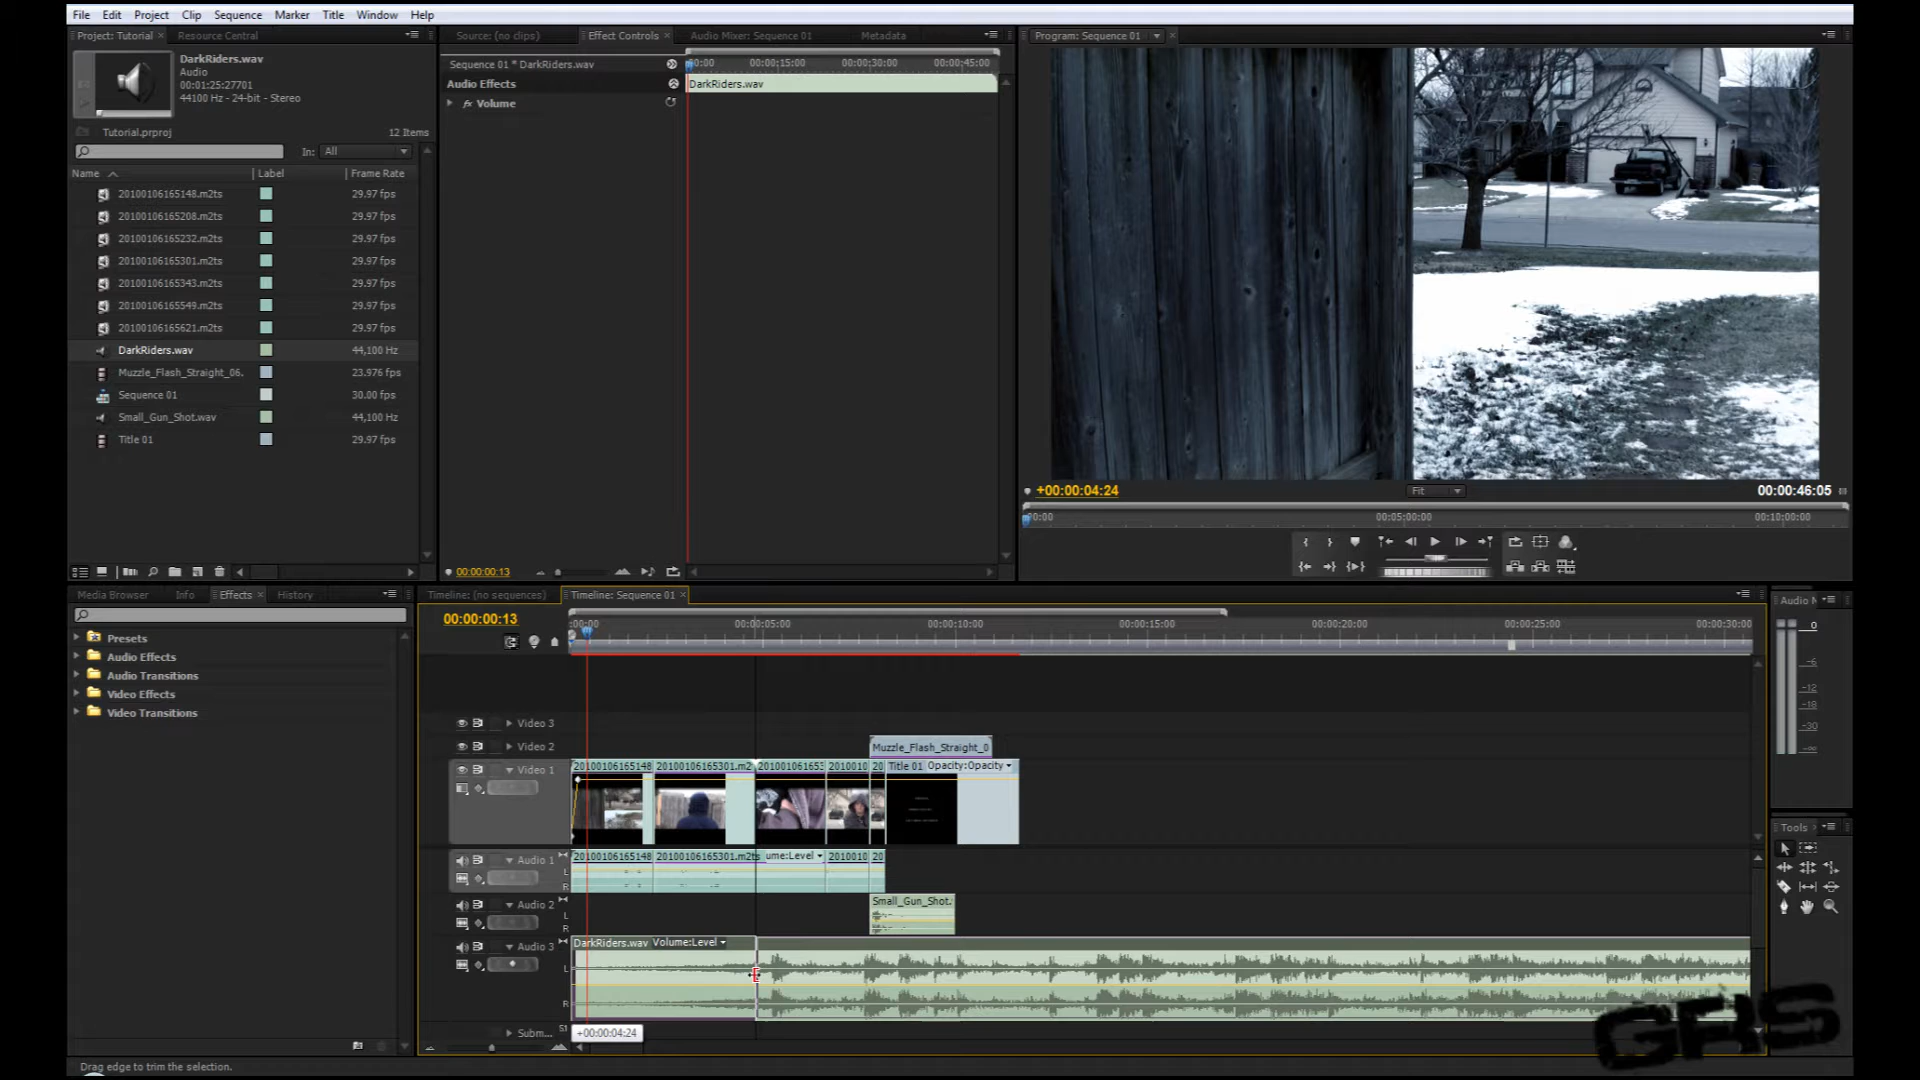 File Edit Project Clip Sequence Marker Title Window Help
Project: Tutorial × Resource Central
Source: (no clips) Effect Controls × Audio Mixer: Sequence 01 Metadata
Program: Sequence 01
DarkRiders.wav
Audio
00:01:25:27701
44100 Hz - 24-bit - Stereo
Tutorial.prproj 12 Items
In: All
Name Label Frame Rate
20100106165148.m2ts 29.97 fps
20100106165208.m2ts 29.97 fps
20100106165232.m2ts 29.97 fps
20100106165301.m2ts 29.97 fps
20100106165343.m2ts 29.97 fps
20100106165549.m2ts 29.97 fps
20100106165621.m2ts 29.97 fps
DarkRiders.wav 44,100 Hz
Muzzle_Flash_Straight_06. 23.976 fps
Sequence 01 30.00 fps
Small_Gun_Shot.wav 44,100 Hz
Title 01 29.97 fps
Sequence 01 * DarkRiders.wav
:00:00 00:00:15:00 00:00:30:00 00:00:45:00
Audio Effects
DarkRiders.wav
fx Volume
00:00:00:13
+00:00:04:24 Fit 00:00:46:05
00:05:00:00 00:10:00:00
Media Browser Info Effects × History
Presets
Audio Effects
Audio Transitions
Video Effects
Video Transitions
Timeline: (no sequences) Timeline: Sequence 01 ×
00:00:00:13
:00:00 00:00:05:00 00:00:10:00 00:00:15:00 00:00:20:00 00:00:25:00 00:00:30:00
Video 3
Video 2
Muzzle_Flash_Straight_0
Video 1
20100106165148 20100106165301.m2 201001061653 2010010 20 Title 01 Opacity:Opacity
Audio 1
20100106165148 20100106165301.m2ts ume:Level 2010010 20
L
R
Audio 2
Small_Gun_Shot.
L
R
Audio 3
DarkRiders.wav Volume:Level
L
R
Subm... S1
+00:00:04:24
Audio M
0
-6
-12
-18
-30
-∞
Tools
Drag edge to trim the selection.
GRS